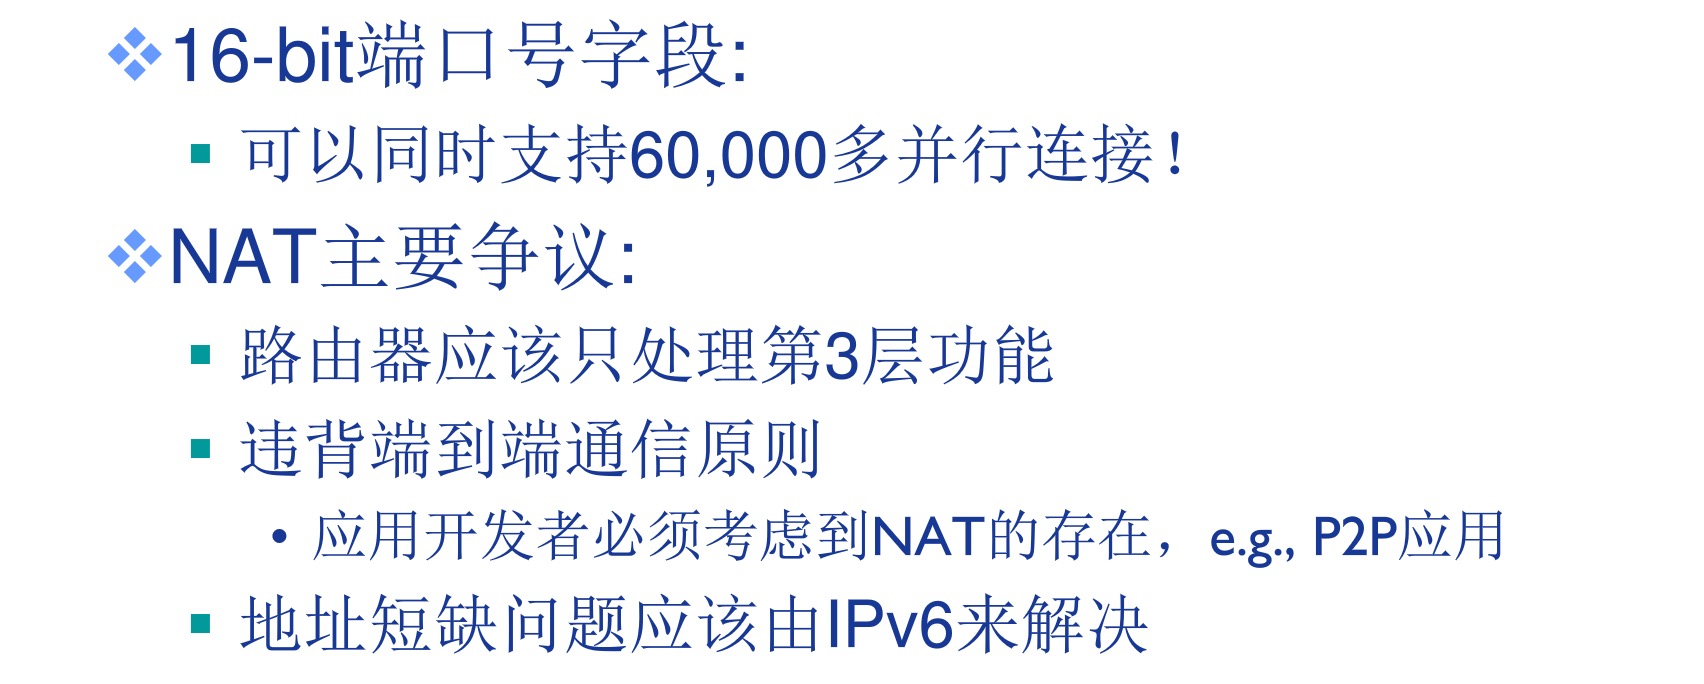 ❖16-bit端口号字段:
▪ 可以同时支持60,000多并行连接！
❖NAT主要争议:
▪ 路由器应该只处理第3层功能
▪ 违背端到端通信原则
• 应用开发者必须考虑到NAT的存在，e.g., P2P应用
▪ 地址短缺问题应该由IPv6来解决